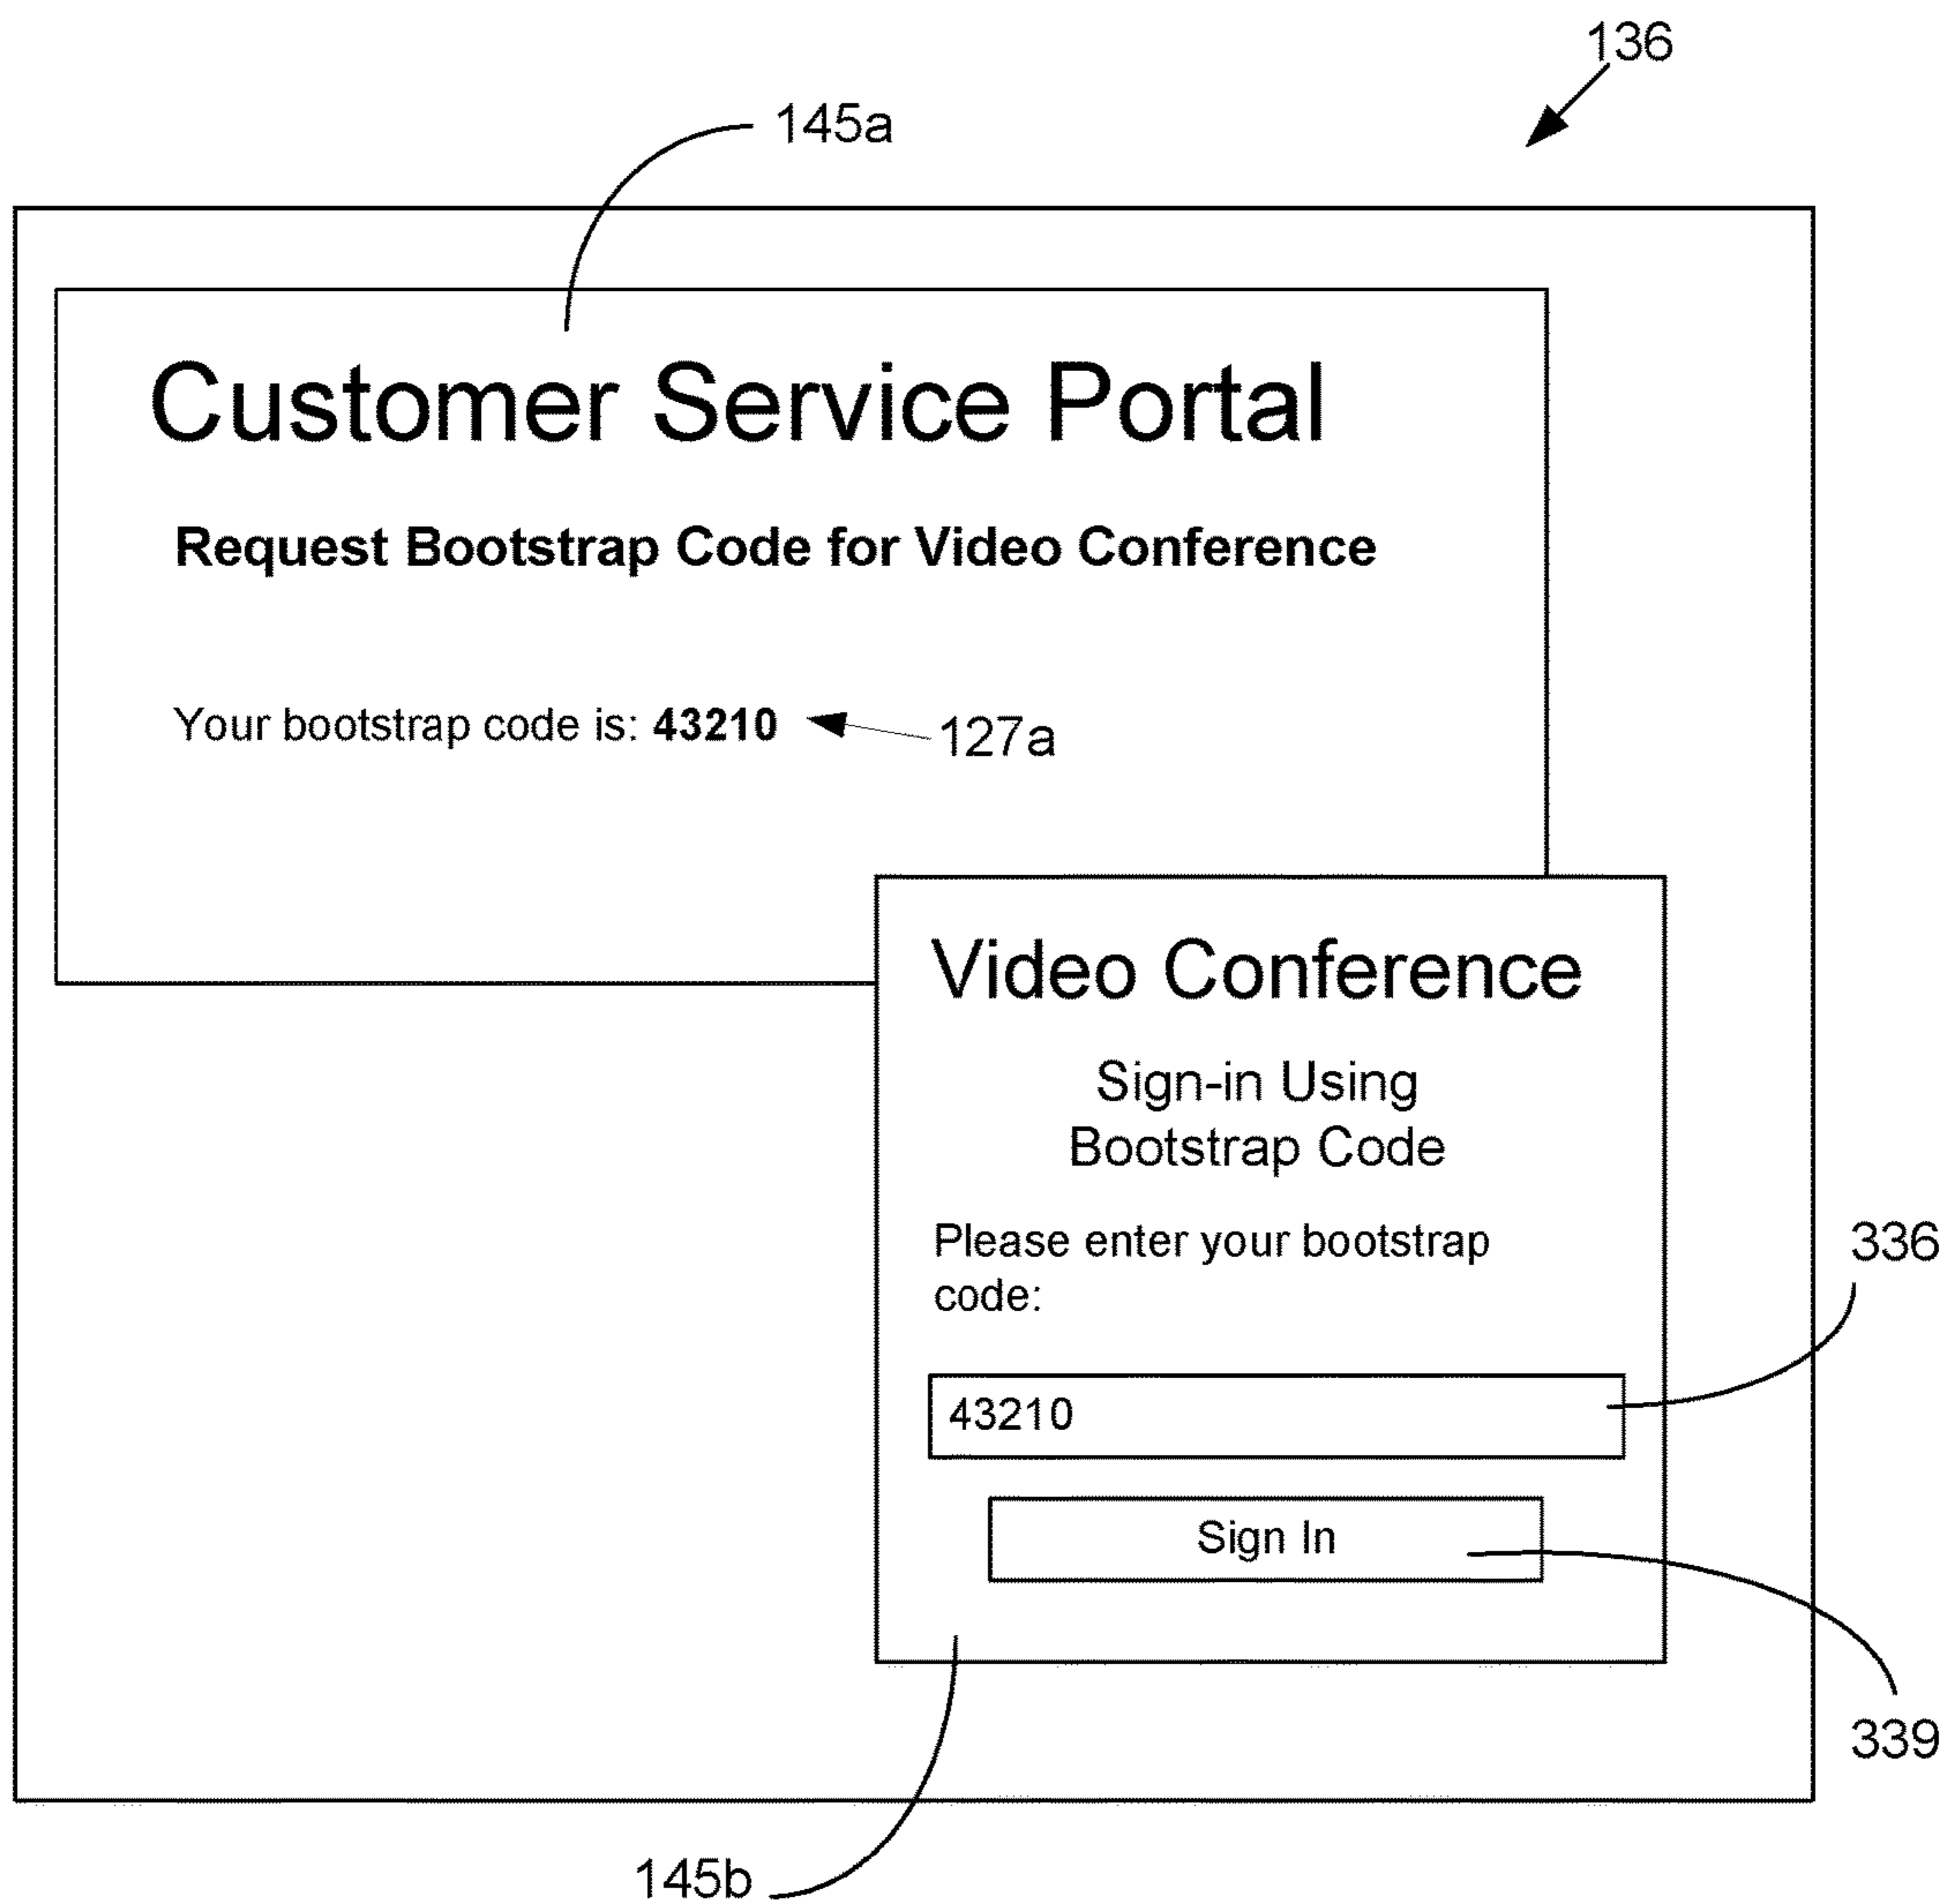 136
145a
Customer Service Portal
Request Bootstrap Code for Video Conference
Your bootstrap code is: 43210
127a
Video Conference
Sign-in Using
Bootstrap Code
Please enter your bootstrap
code:
336
43210
Sign In
339
145b